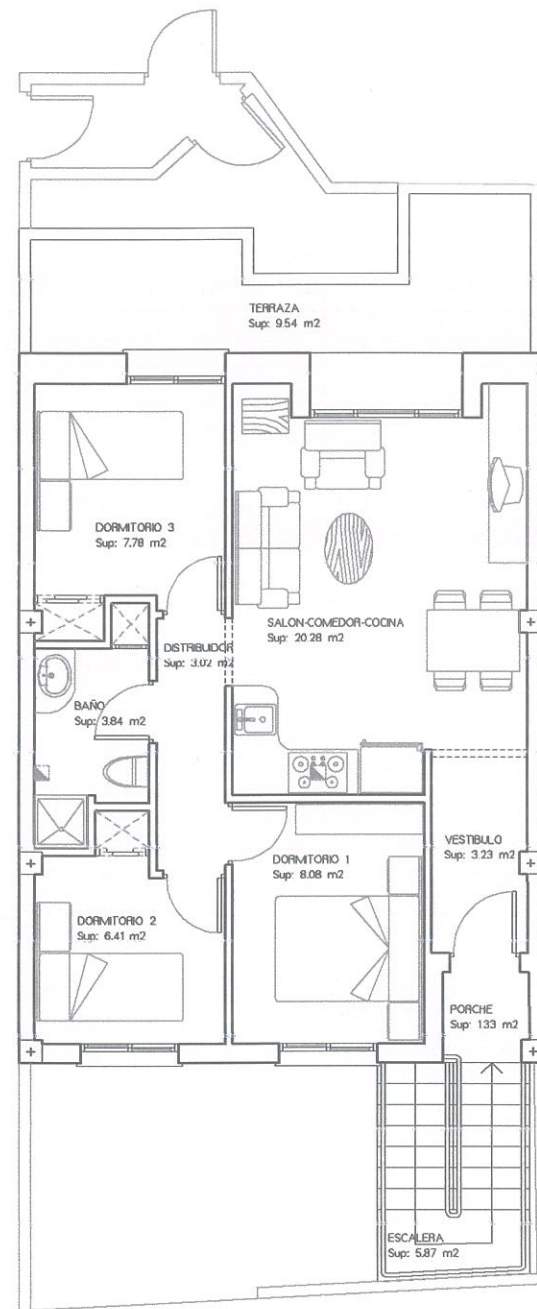 TERRAZA
Sup: 9.54 m2
DORMITORIO 3
Sup: 7.78 m2
SALON-COMEDOR-COCINA
Sup: 20.28 m2
DISTRIBUIDOR
Sup: 3.02 m2
BAÑO
Sup: 3.84 m2
VESTIBULO
Sup: 3.23 m2
DORMITORIO 1
Sup: 8.08 m2
DORMITORIO 2
Sup: 6.41 m2
PORCHE
Sup: 1.33 m2
ESCALERA
Sup: 5.87 m2